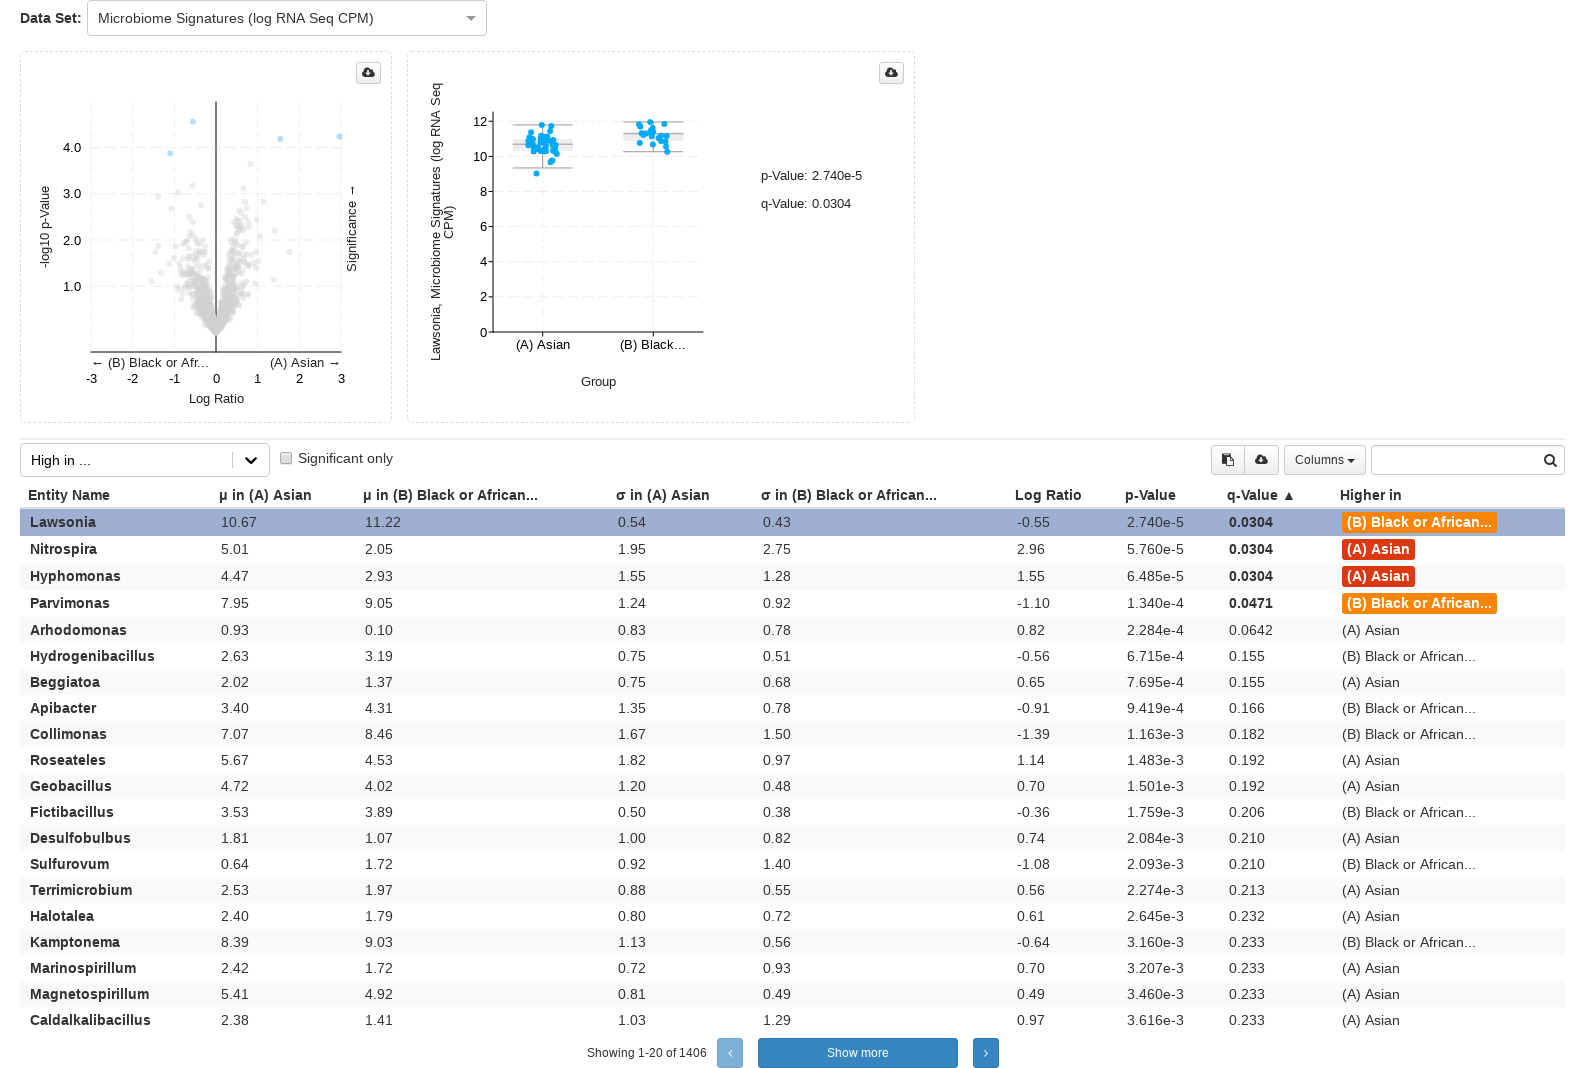 Data Set: Microbiome Signatures (log RNA Seq CPM)
-log10 p-Value
4.0
3.0
2.0
1.0
Significance →
← (B) Black or Afr... (A) Asian →
-3 -2 -1 0 1 2 3
Log Ratio
Lawsonia, Microbiome Signatures (log RNA Seq
CPM)
12
10
8
6
4
2
0
(A) Asian (B) Black...
Group
p-Value: 2.740e-5
q-Value: 0.0304
High in ... Significant only Columns
Entity Name μ in (A) Asian μ in (B) Black or African... σ in (A) Asian σ in (B) Black or African... Log Ratio p-Value q-Value ▲ Higher in
Lawsonia 10.67 11.22 0.54 0.43 -0.55 2.740e-5 0.0304 (B) Black or African...
Nitrospira 5.01 2.05 1.95 2.75 2.96 5.760e-5 0.0304 (A) Asian
Hyphomonas 4.47 2.93 1.55 1.28 1.55 6.485e-5 0.0304 (A) Asian
Parvimonas 7.95 9.05 1.24 0.92 -1.10 1.340e-4 0.0471 (B) Black or African...
Arhodomonas 0.93 0.10 0.83 0.78 0.82 2.284e-4 0.0642 (A) Asian
Hydrogenibacillus 2.63 3.19 0.75 0.51 -0.56 6.715e-4 0.155 (B) Black or African...
Beggiatoa 2.02 1.37 0.75 0.68 0.65 7.695e-4 0.155 (A) Asian
Apibacter 3.40 4.31 1.35 0.78 -0.91 9.419e-4 0.166 (B) Black or African...
Collimonas 7.07 8.46 1.67 1.50 -1.39 1.163e-3 0.182 (B) Black or African...
Roseateles 5.67 4.53 1.82 0.97 1.14 1.483e-3 0.192 (A) Asian
Geobacillus 4.72 4.02 1.20 0.48 0.70 1.501e-3 0.192 (A) Asian
Fictibacillus 3.53 3.89 0.50 0.38 -0.36 1.759e-3 0.206 (B) Black or African...
Desulfobulbus 1.81 1.07 1.00 0.82 0.74 2.084e-3 0.210 (A) Asian
Sulfurovum 0.64 1.72 0.92 1.40 -1.08 2.093e-3 0.210 (B) Black or African...
Terrimicrobium 2.53 1.97 0.88 0.55 0.56 2.274e-3 0.213 (A) Asian
Halotalea 2.40 1.79 0.80 0.72 0.61 2.645e-3 0.232 (A) Asian
Kamptonema 8.39 9.03 1.13 0.56 -0.64 3.160e-3 0.233 (B) Black or African...
Marinospirillum 2.42 1.72 0.72 0.93 0.70 3.207e-3 0.233 (A) Asian
Magnetospirillum 5.41 4.92 0.81 0.49 0.49 3.460e-3 0.233 (A) Asian
Caldalkalibacillus 2.38 1.41 1.03 1.29 0.97 3.616e-3 0.233 (A) Asian
Showing 1-20 of 1406 ‹ Show more ›